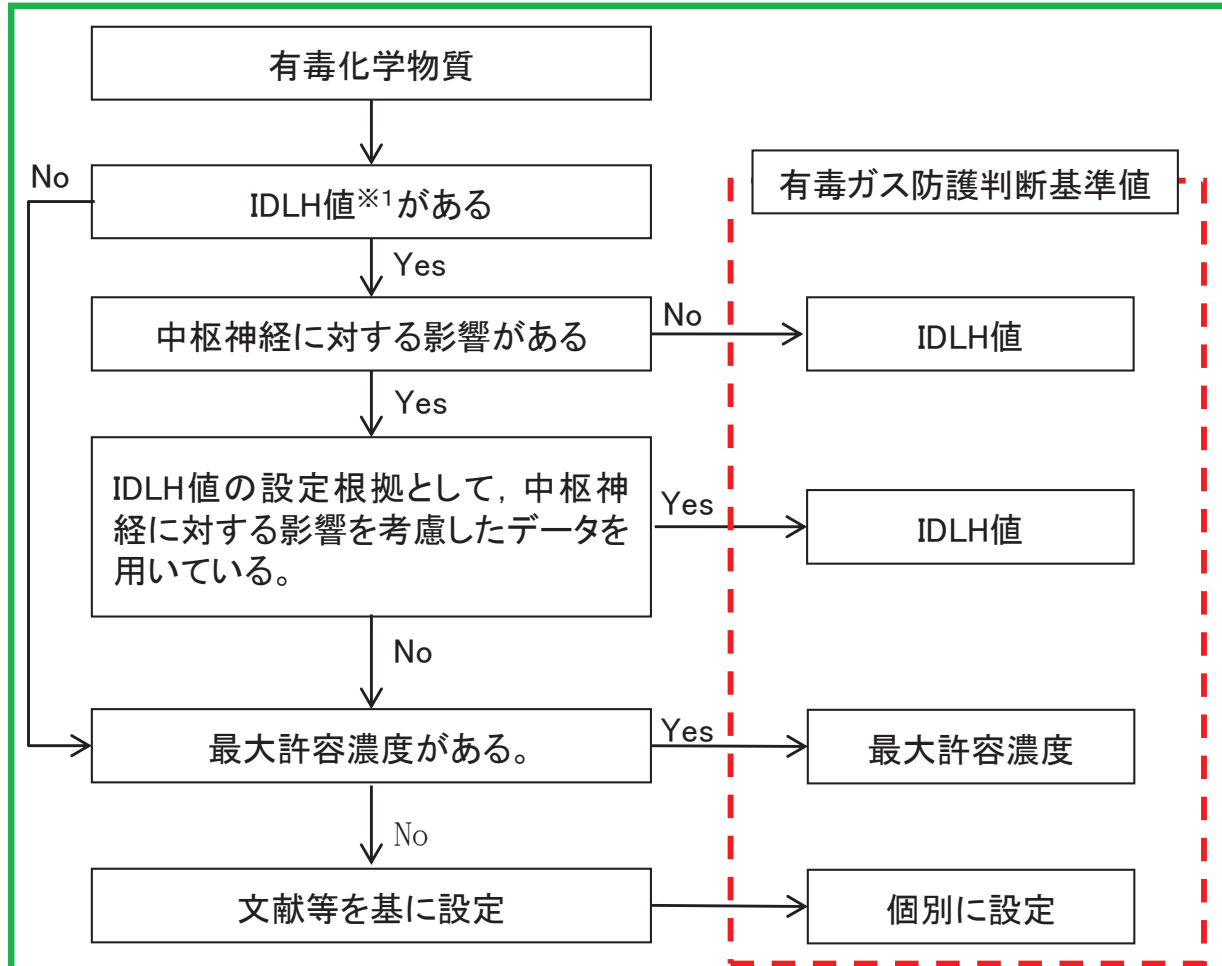 有毒化学物質
No
IDLH値※1がある
有毒ガス防護判断基準値
Yes
中枢神経に対する影響がある
No
IDLH値
Yes
IDLH値の設定根拠として，中枢神
経に対する影響を考慮したデータを
用いている。
Yes
IDLH値
No
最大許容濃度がある。
Yes
最大許容濃度
No
文献等を基に設定
個別に設定